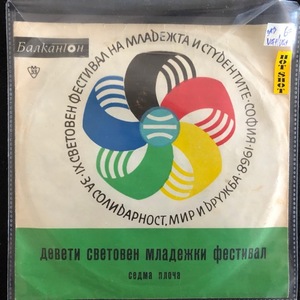 Балкантон
33
IX·СВЕТОВЕН ФЕСТИВАЛ НА МЛАДЕЖТА И СТУДЕНТИТЕ·СОФИЯ·1968·ЗА СОЛИДАРНОСТ, МИР И ДРУЖБА·
HOT SHOT
девети световен младежки фестивал
седма плоча